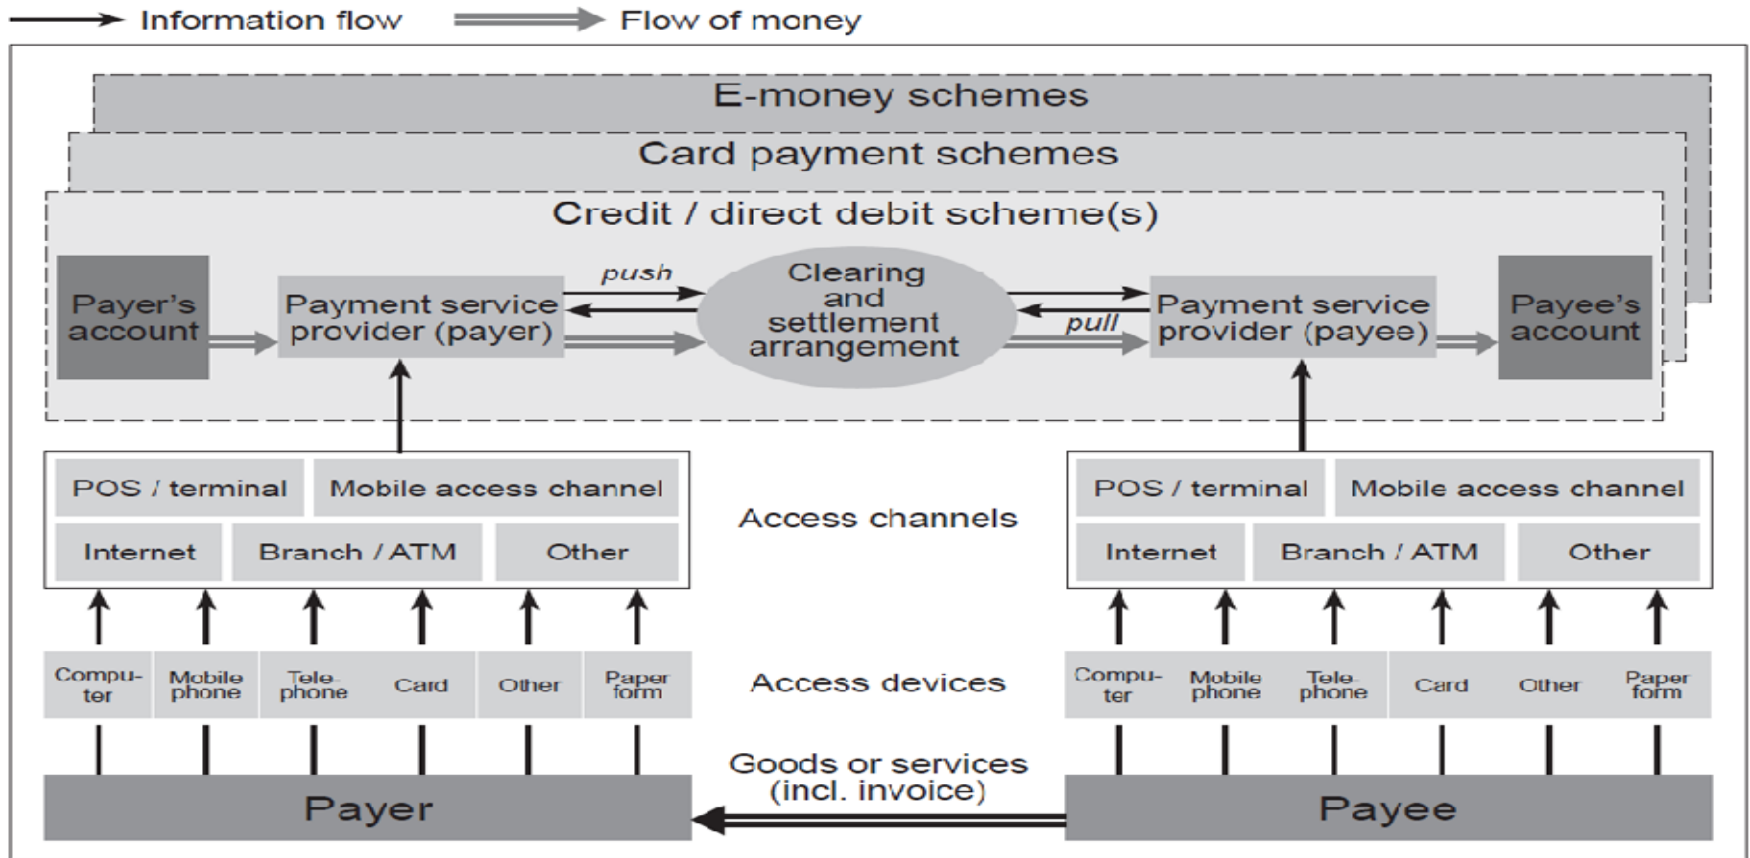 Information flow
Flow of money
E-money schemes
Card payment schemes
Credit / direct debit scheme(s)
Payer's
account
Payment service
provider (payer)
push
Clearing
and
settlement
arrangement
pull
Payment service
provider (payee)
Payee's
account
POS / terminal
Mobile access channel
Internet
Branch / ATM
Other
Access channels
POS / terminal
Mobile access channel
Internet
Branch / ATM
Other
Compu-
ter
Mobile
phone
Tele-
phone
Card
Other
Paper
form
Access devices
Compu-
ter
Mobile
phone
Tele-
phone
Card
Other
Paper
form
Goods or services
(incl. invoice)
Payer
Payee